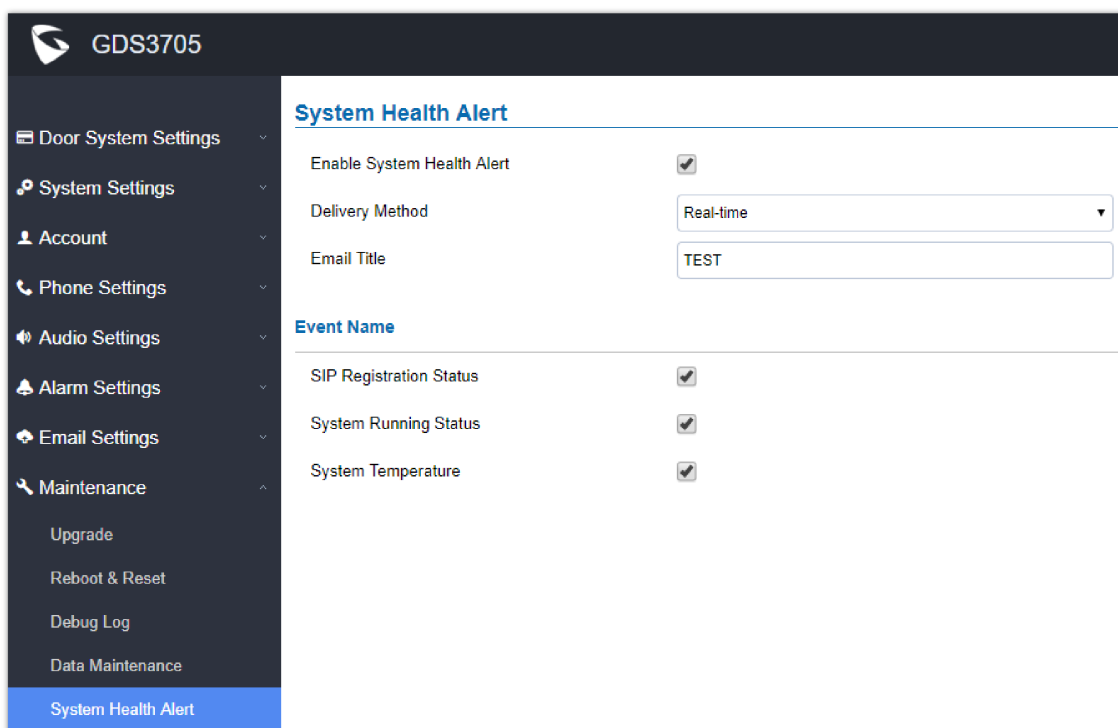 GDS3705
Door System Settings
System Settings
Account
Phone Settings
Audio Settings
Alarm Settings
Email Settings
Maintenance
Upgrade
Reboot & Reset
Debug Log
Data Maintenance
System Health Alert
System Health Alert
Enable System Health Alert
Delivery Method Real-time
Email Title TEST
Event Name
SIP Registration Status
System Running Status
System Temperature